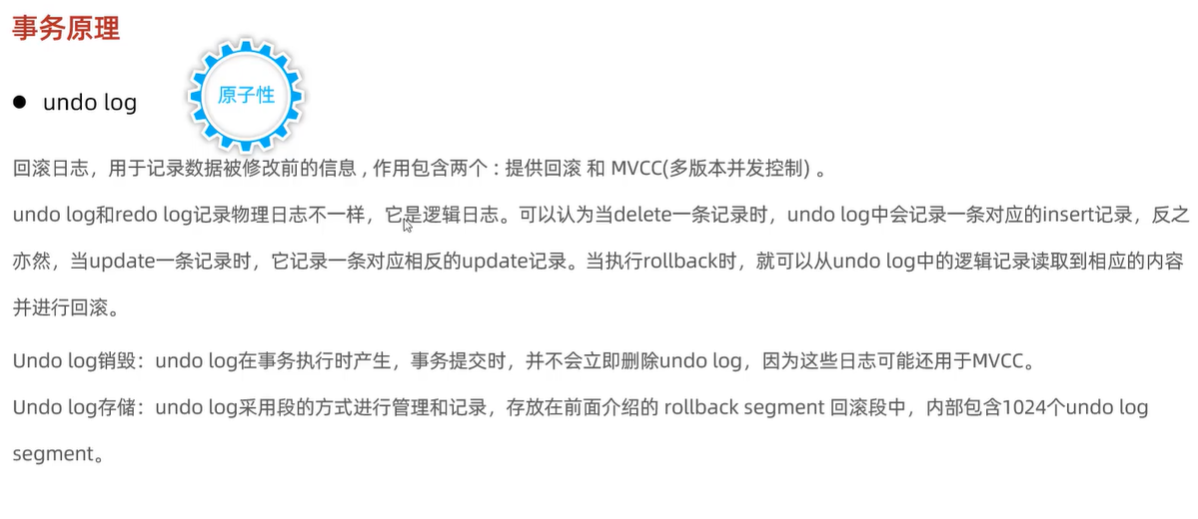 事务原理
原子性
● undo log
回滚日志，用于记录数据被修改前的信息 , 作用包含两个 : 提供回滚 和 MVCC(多版本并发控制) 。
undo log和redo log记录物理日志不一样，它是逻辑日志。可以认为当delete一条记录时，undo log中会记录一条对应的insert记录，反之
亦然，当update一条记录时，它记录一条对应相反的update记录。当执行rollback时，就可以从undo log中的逻辑记录读取到相应的内容
并进行回滚。
Undo log销毁：undo log在事务执行时产生，事务提交时，并不会立即删除undo log，因为这些日志可能还用于MVCC。
Undo log存储：undo log采用段的方式进行管理和记录，存放在前面介绍的 rollback segment 回滚段中，内部包含1024个undo log
segment。